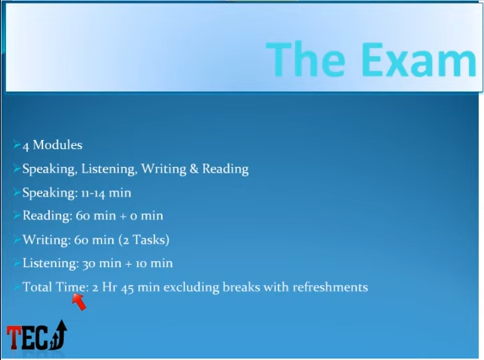 The Exam
4 Modules
Speaking, Listening, Writing & Reading
Speaking: 11-14 min
Reading: 60 min + 0 min
Writing: 60 min (2 Tasks)
Listening: 30 min + 10 min
Total Time: 2 Hr 45 min excluding breaks with refreshments
TEC